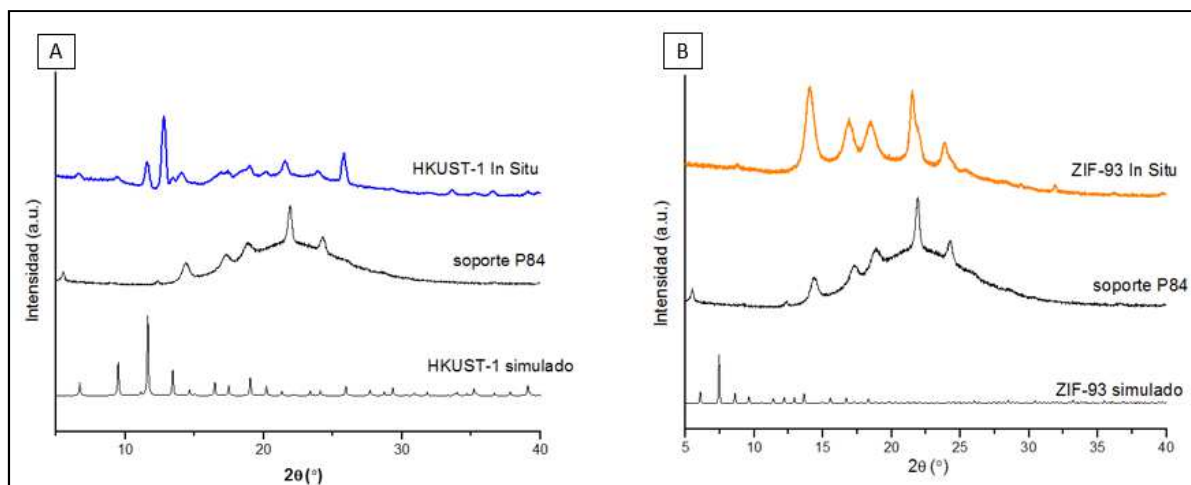 A
Intensidad (a.u.)
HKUST-1 In Situ
soporte P84
HKUST-1 simulado
10
20
30
40
2θ (°)
B
Intensidad (a.u.)
ZIF-93 In Situ
soporte P84
ZIF-93 simulado
5
10
15
20
25
30
35
40
2θ (°)